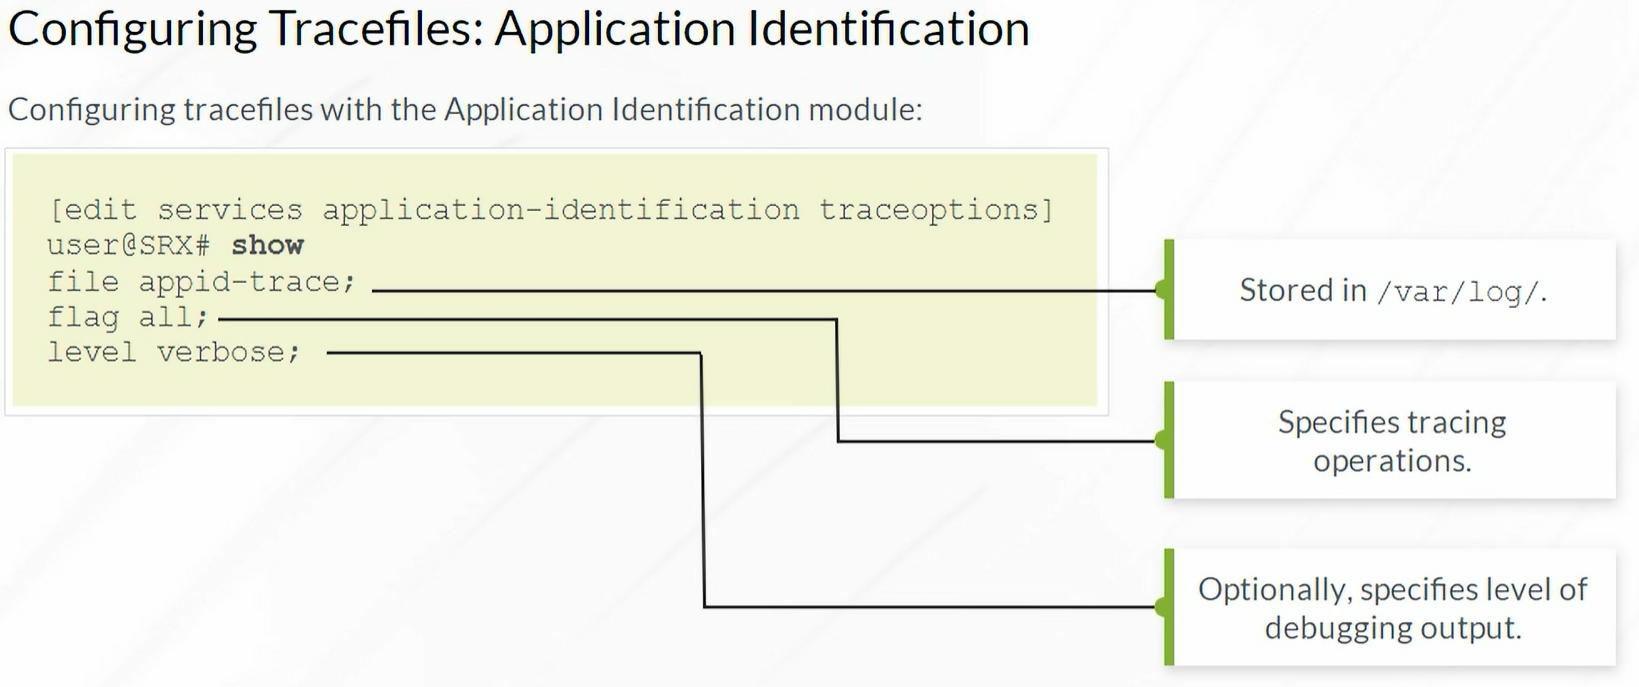 Configuring Tracefiles: Application Identification
Configuring tracefiles with the Application Identification module:
[edit services application-identification traceoptions]
user@SRX# show
file appid-trace;
flag all;
level verbose;
Stored in /var/log/.
Specifies tracing
operations.
Optionally, specifies level of
debugging output.